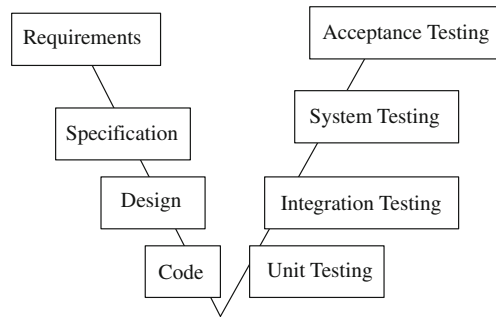 Requirements
Acceptance Testing
Specification
System Testing
Design
Integration Testing
Code
Unit Testing